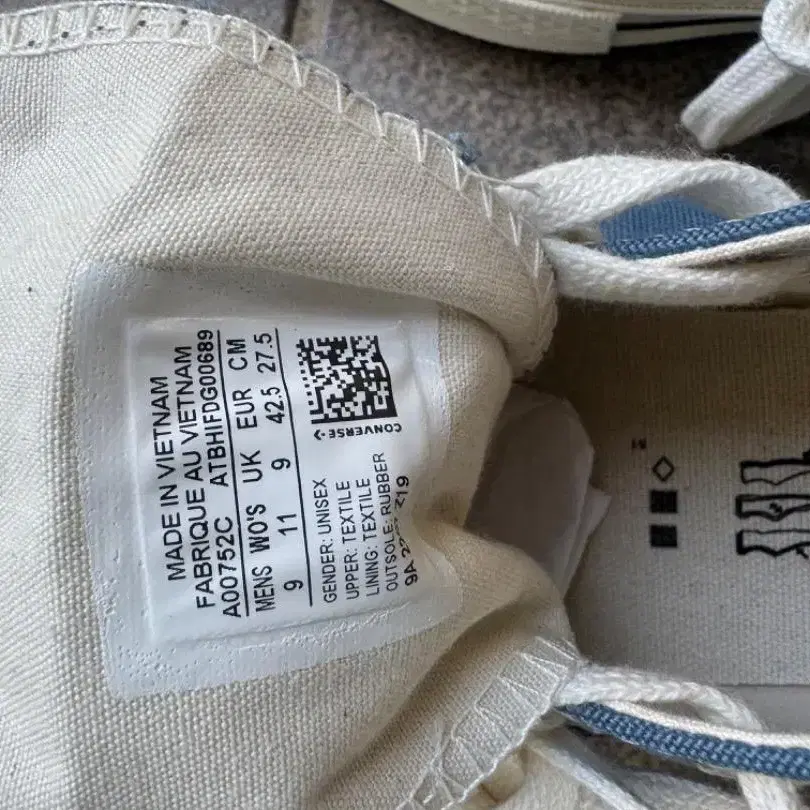 MADE IN VIETNAM
FABRIQUE AU VIETNAM
A00752C ATBHIFDG00689
MENS WO'S UK EUR CM
9 11 9 42.5 27.5
GENDER: UNISEX
UPPER: TEXTILE
LINING: TEXTILE
OUTSOLE: RUBBER
9A
CONVERSE